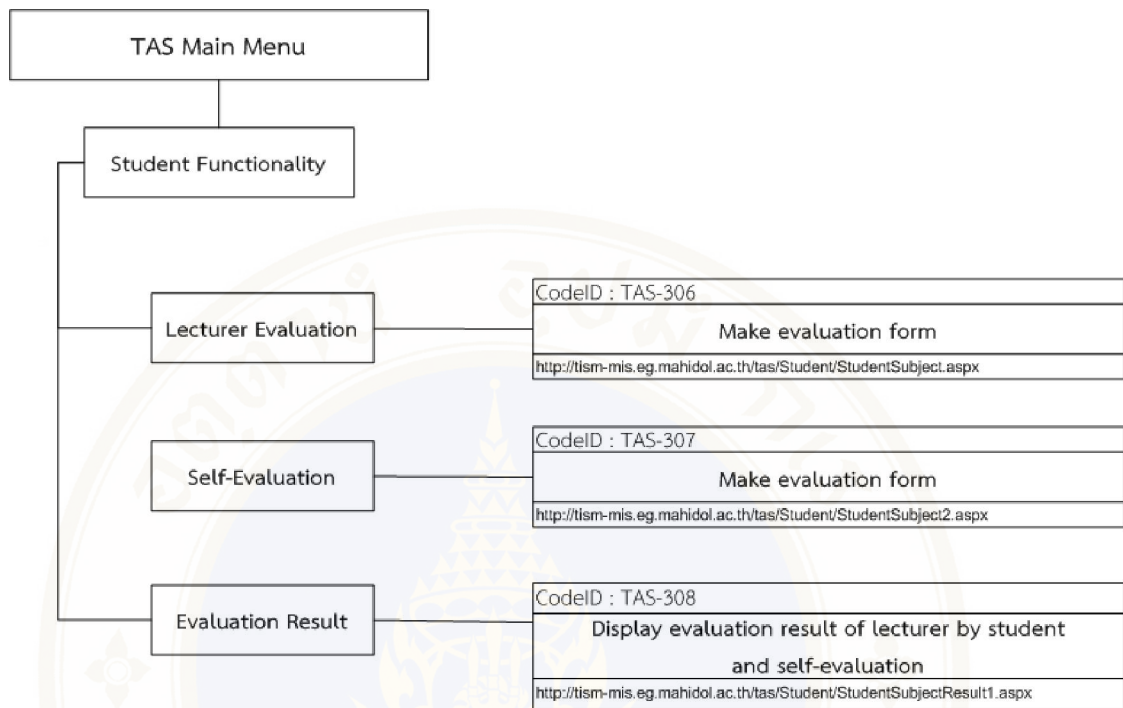 TAS Main Menu
Student Functionality
Lecturer Evaluation
CodeID : TAS-306
Make evaluation form
http://tism-mis.eg.mahidol.ac.th/tas/Student/StudentSubject.aspx
Self-Evaluation
CodeID : TAS-307
Make evaluation form
http://tism-mis.eg.mahidol.ac.th/tas/Student/StudentSubject2.aspx
Evaluation Result
CodeID : TAS-308
Display evaluation result of lecturer by student
and self-evaluation
http://tism-mis.eg.mahidol.ac.th/tas/Student/StudentSubjectResult1.aspx